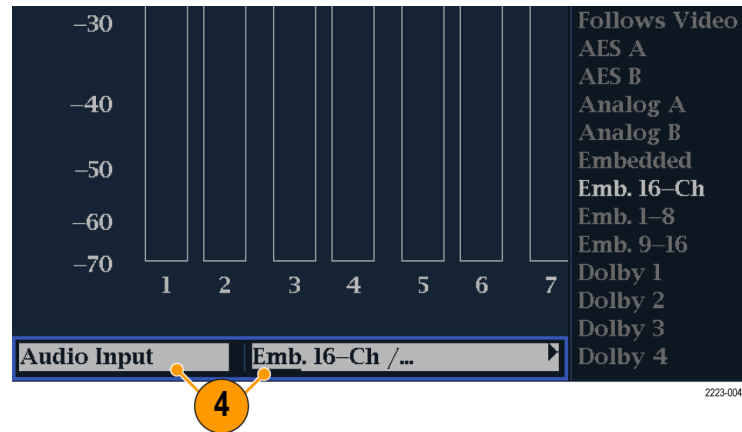 –30
–40
–50
–60
–70
1 2 3 4 5 6 7
Follows Video
AES A
AES B
Analog A
Analog B
Embedded
Emb. 16–Ch
Emb. 1–8
Emb. 9–16
Dolby 1
Dolby 2
Dolby 3
Dolby 4
Audio Input Emb. 16–Ch /...
4
2223-004